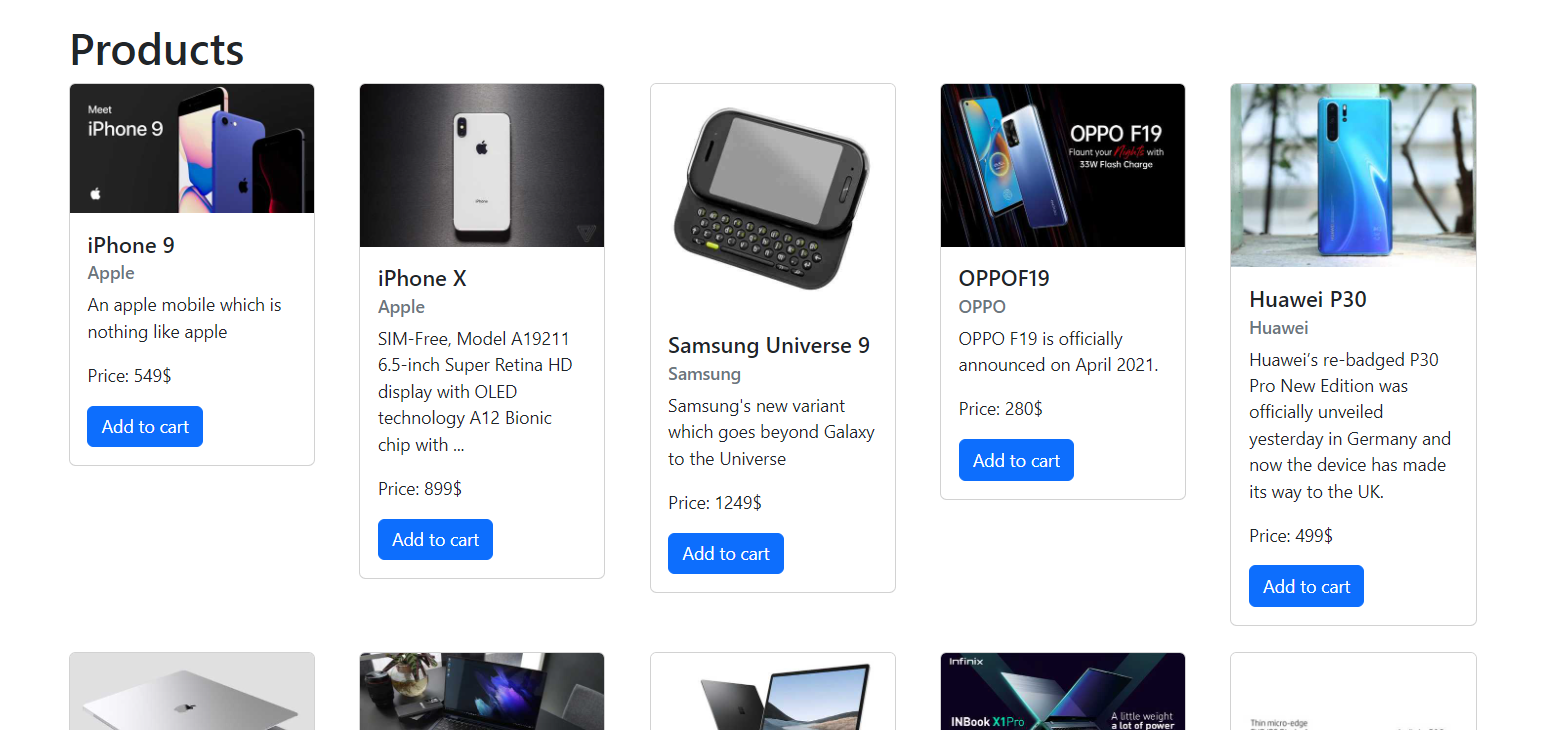 Products
Meet
iPhone 9
iPhone 9
Apple
An apple mobile which is
nothing like apple
Price: 549$
Add to cart
iPhone
iPhone X
Apple
SIM-Free, Model A19211
6.5-inch Super Retina HD
display with OLED
technology A12 Bionic
chip with ...
Price: 899$
Add to cart
Samsung Universe 9
Samsung
Samsung's new variant
which goes beyond Galaxy
to the Universe
Price: 1249$
Add to cart
OPPO F19
Flaunt your Nights with
33W Flash Charge
OPPOF19
OPPO
OPPO F19 is officially
announced on April 2021.
Price: 280$
Add to cart
Huawei P30
Huawei
Huawei’s re-badged P30
Pro New Edition was
officially unveiled
yesterday in Germany and
now the device has made
its way to the UK.
Price: 499$
Add to cart
Infinix
INBook X1Pro
A little weight
a lot of power
Thin micro-edge